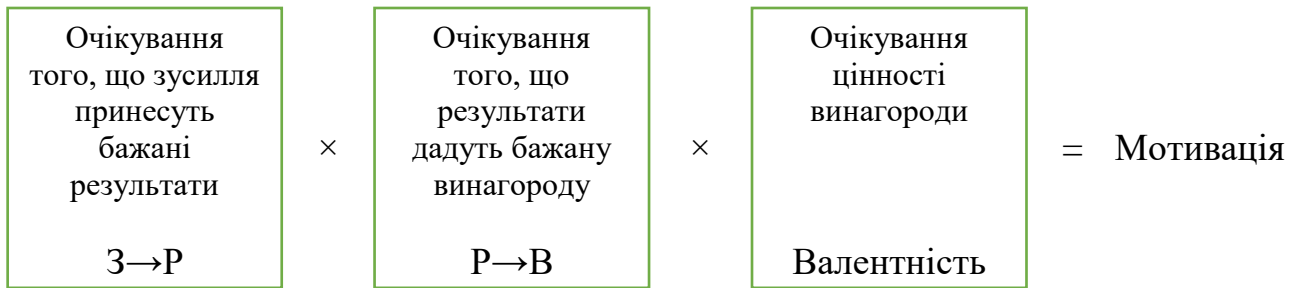 Очікування
того, що зусилля
принесуть
бажані
результати
З→Р
×
Очікування
того, що
результати
дадуть бажану
винагороду
Р→В
×
Очікування
цінності
винагороди
Валентність
= Мотивація